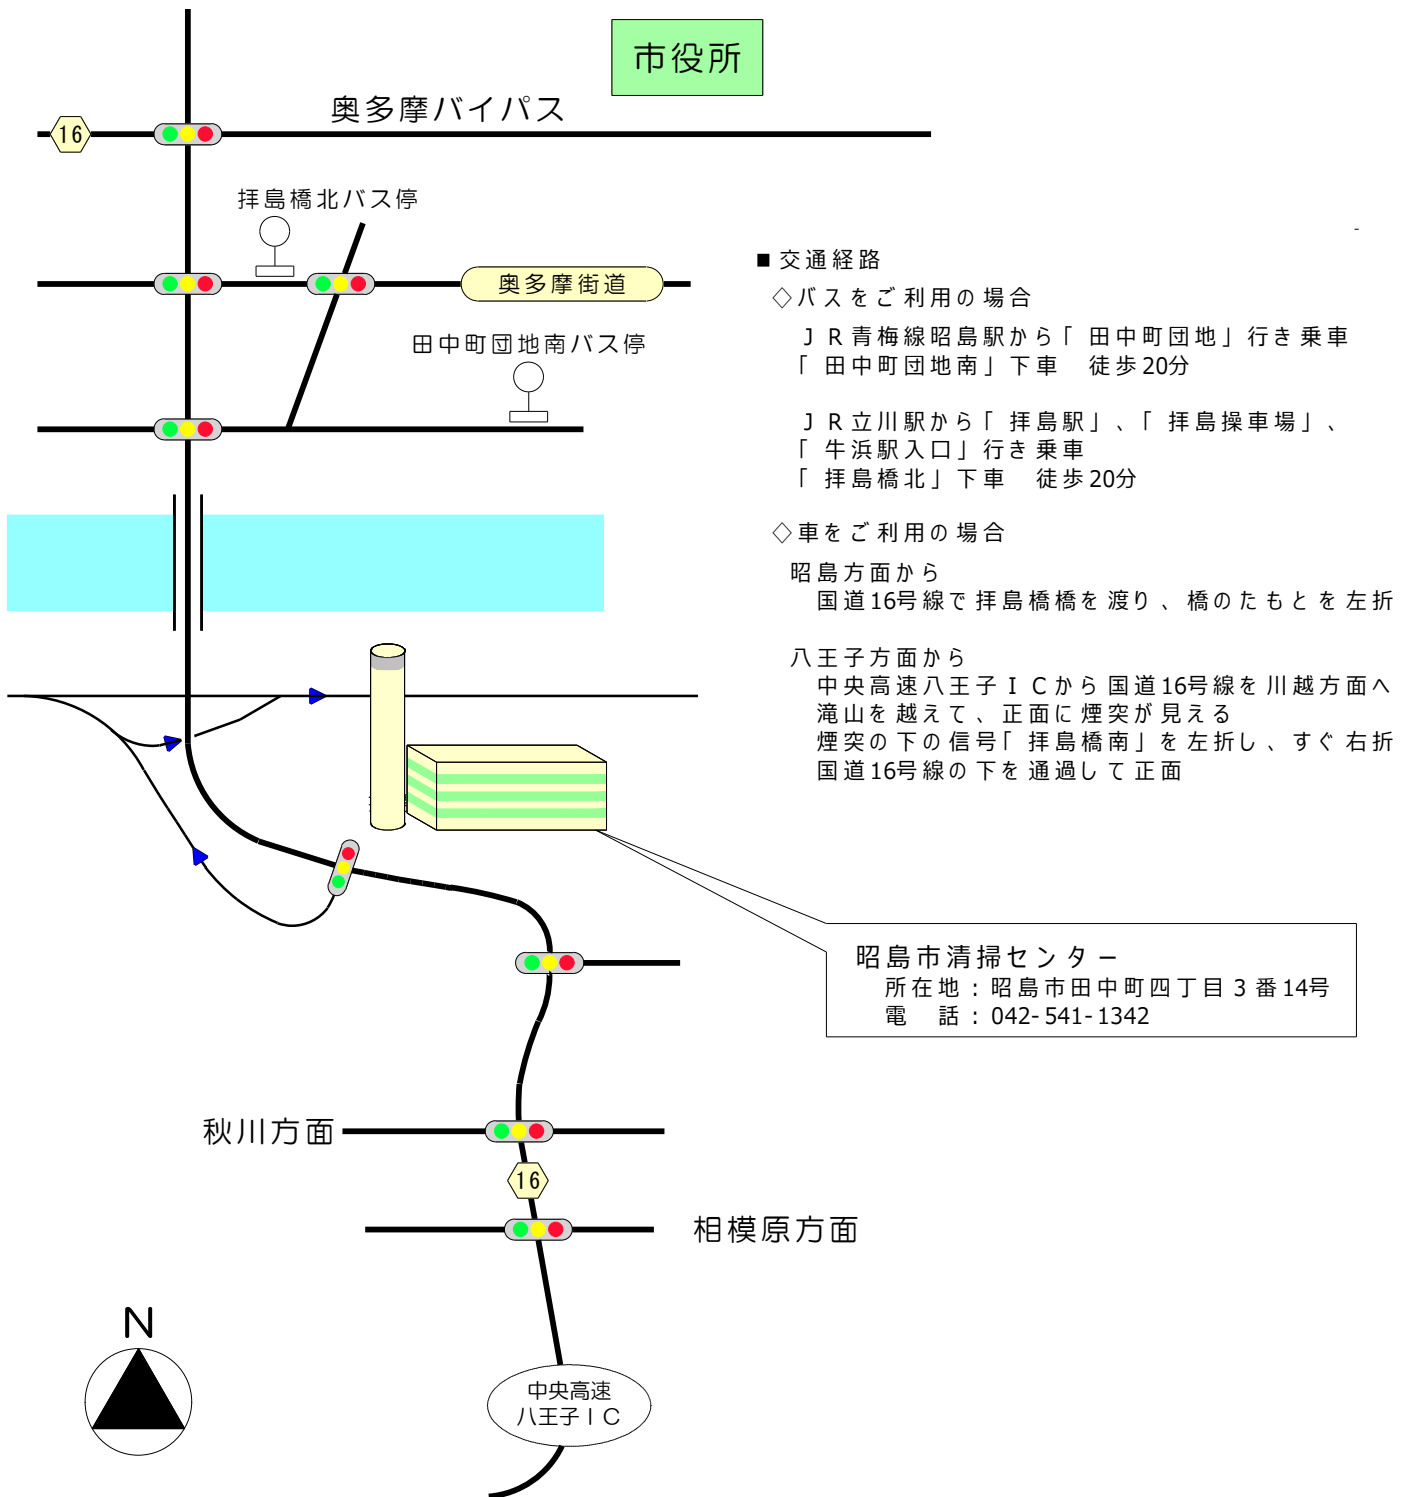 市役所
奥多摩バイパス
16
拝島橋北バス停
奥多摩街道
田中町団地南バス停
■交通経路
◇バスをご利用の場合
ＪＲ青梅線昭島駅から「田中町団地」行き乗車
「田中町団地南」下車　徒歩20分
ＪＲ立川駅から「拝島駅」、「拝島操車場」、
「牛浜駅入口」行き乗車
「拝島橋北」下車　徒歩20分
◇車をご利用の場合
昭島方面から
国道16号線で拝島橋橋を渡り、橋のたもとを左折
八王子方面から
中央高速八王子ＩＣから国道16号線を川越方面へ
滝山を越えて、正面に煙突が見える
煙突の下の信号「拝島橋南」を左折し、すぐ右折
国道16号線の下を通過して正面
昭島市清掃センター
所在地：昭島市田中町四丁目３番14号
電　話：042-541-1342
秋川方面
16
相模原方面
N
中央高速
八王子ＩＣ